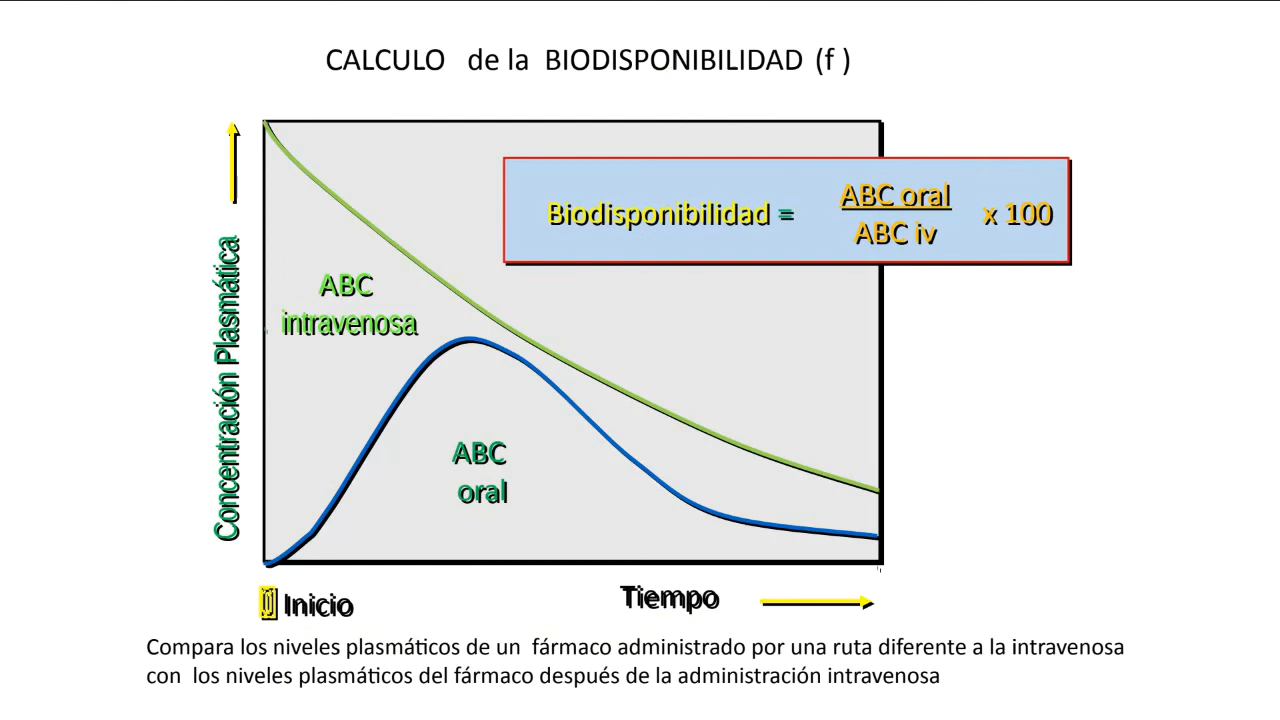 CALCULO de la BIODISPONIBILIDAD (f )
Biodisponibilidad = ABC oral x 100
ABC iv
ABC
intravenosa
Concentración Plasmática
ABC
oral
Inicio
Tiempo
Compara los niveles plasmáticos de un fármaco administrado por una ruta diferente a la intravenosa
con los niveles plasmáticos del fármaco después de la administración intravenosa